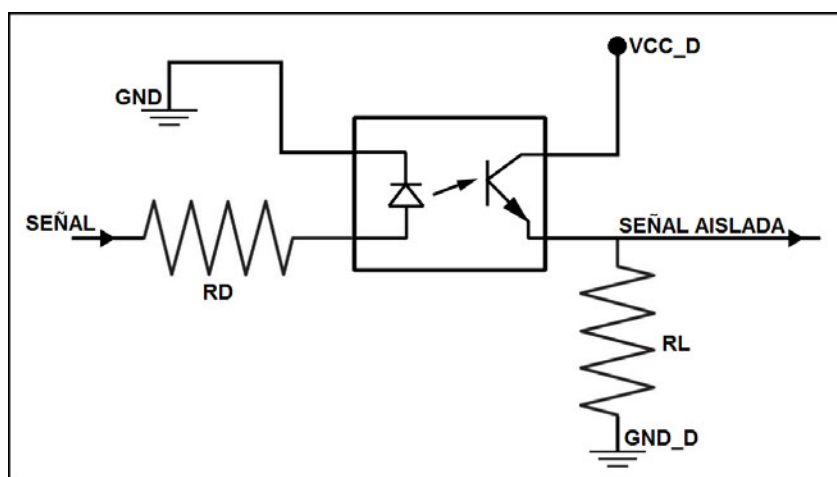 VCC_D
GND
SEÑAL
SEÑAL AISLADA
RD
RL
GND_D